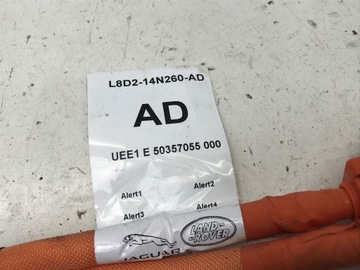 L8D2-14N260-AD
AD
UEE1 E 50357055 000
Alert1 Alert2
Alert3 Alert4
LAND-
ROVER
JAGUAR